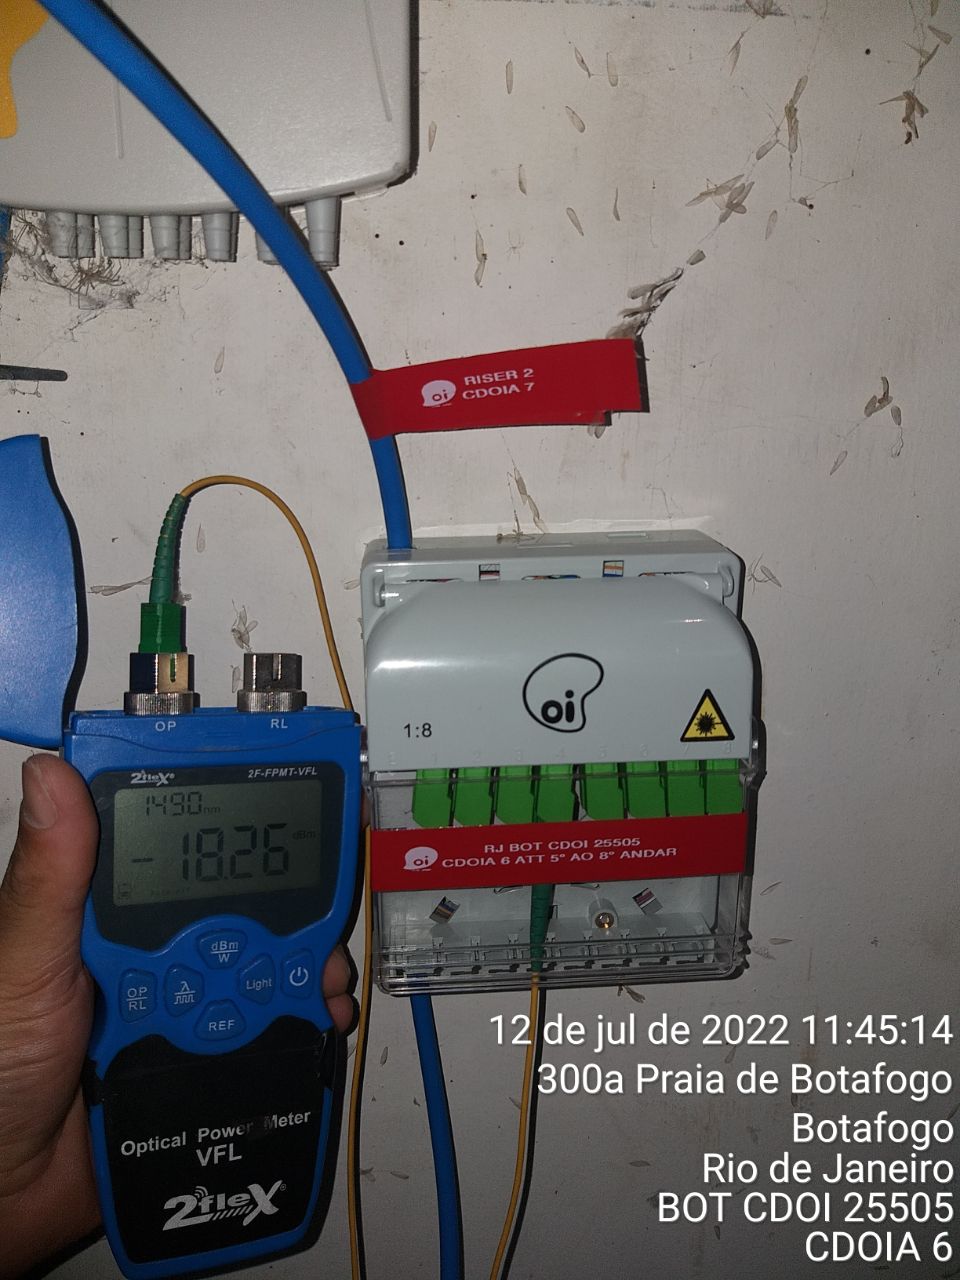 oi
RISER 2
CDOIA 7
OP
RL
2fleX
2F-FPMT-VFL
1490nm
-18.26 dBm
dBm
W
OP
RL
λ
Light
REF
Optical Power Meter
VFL
2fleX
oi
1:8
oi
RJ BOT CDOI 25505
CDOIA 6 ATT 5º AO 8º ANDAR
12 de jul de 2022 11:45:14
300a Praia de Botafogo
Botafogo
Rio de Janeiro
BOT CDOI 25505
CDOIA 6